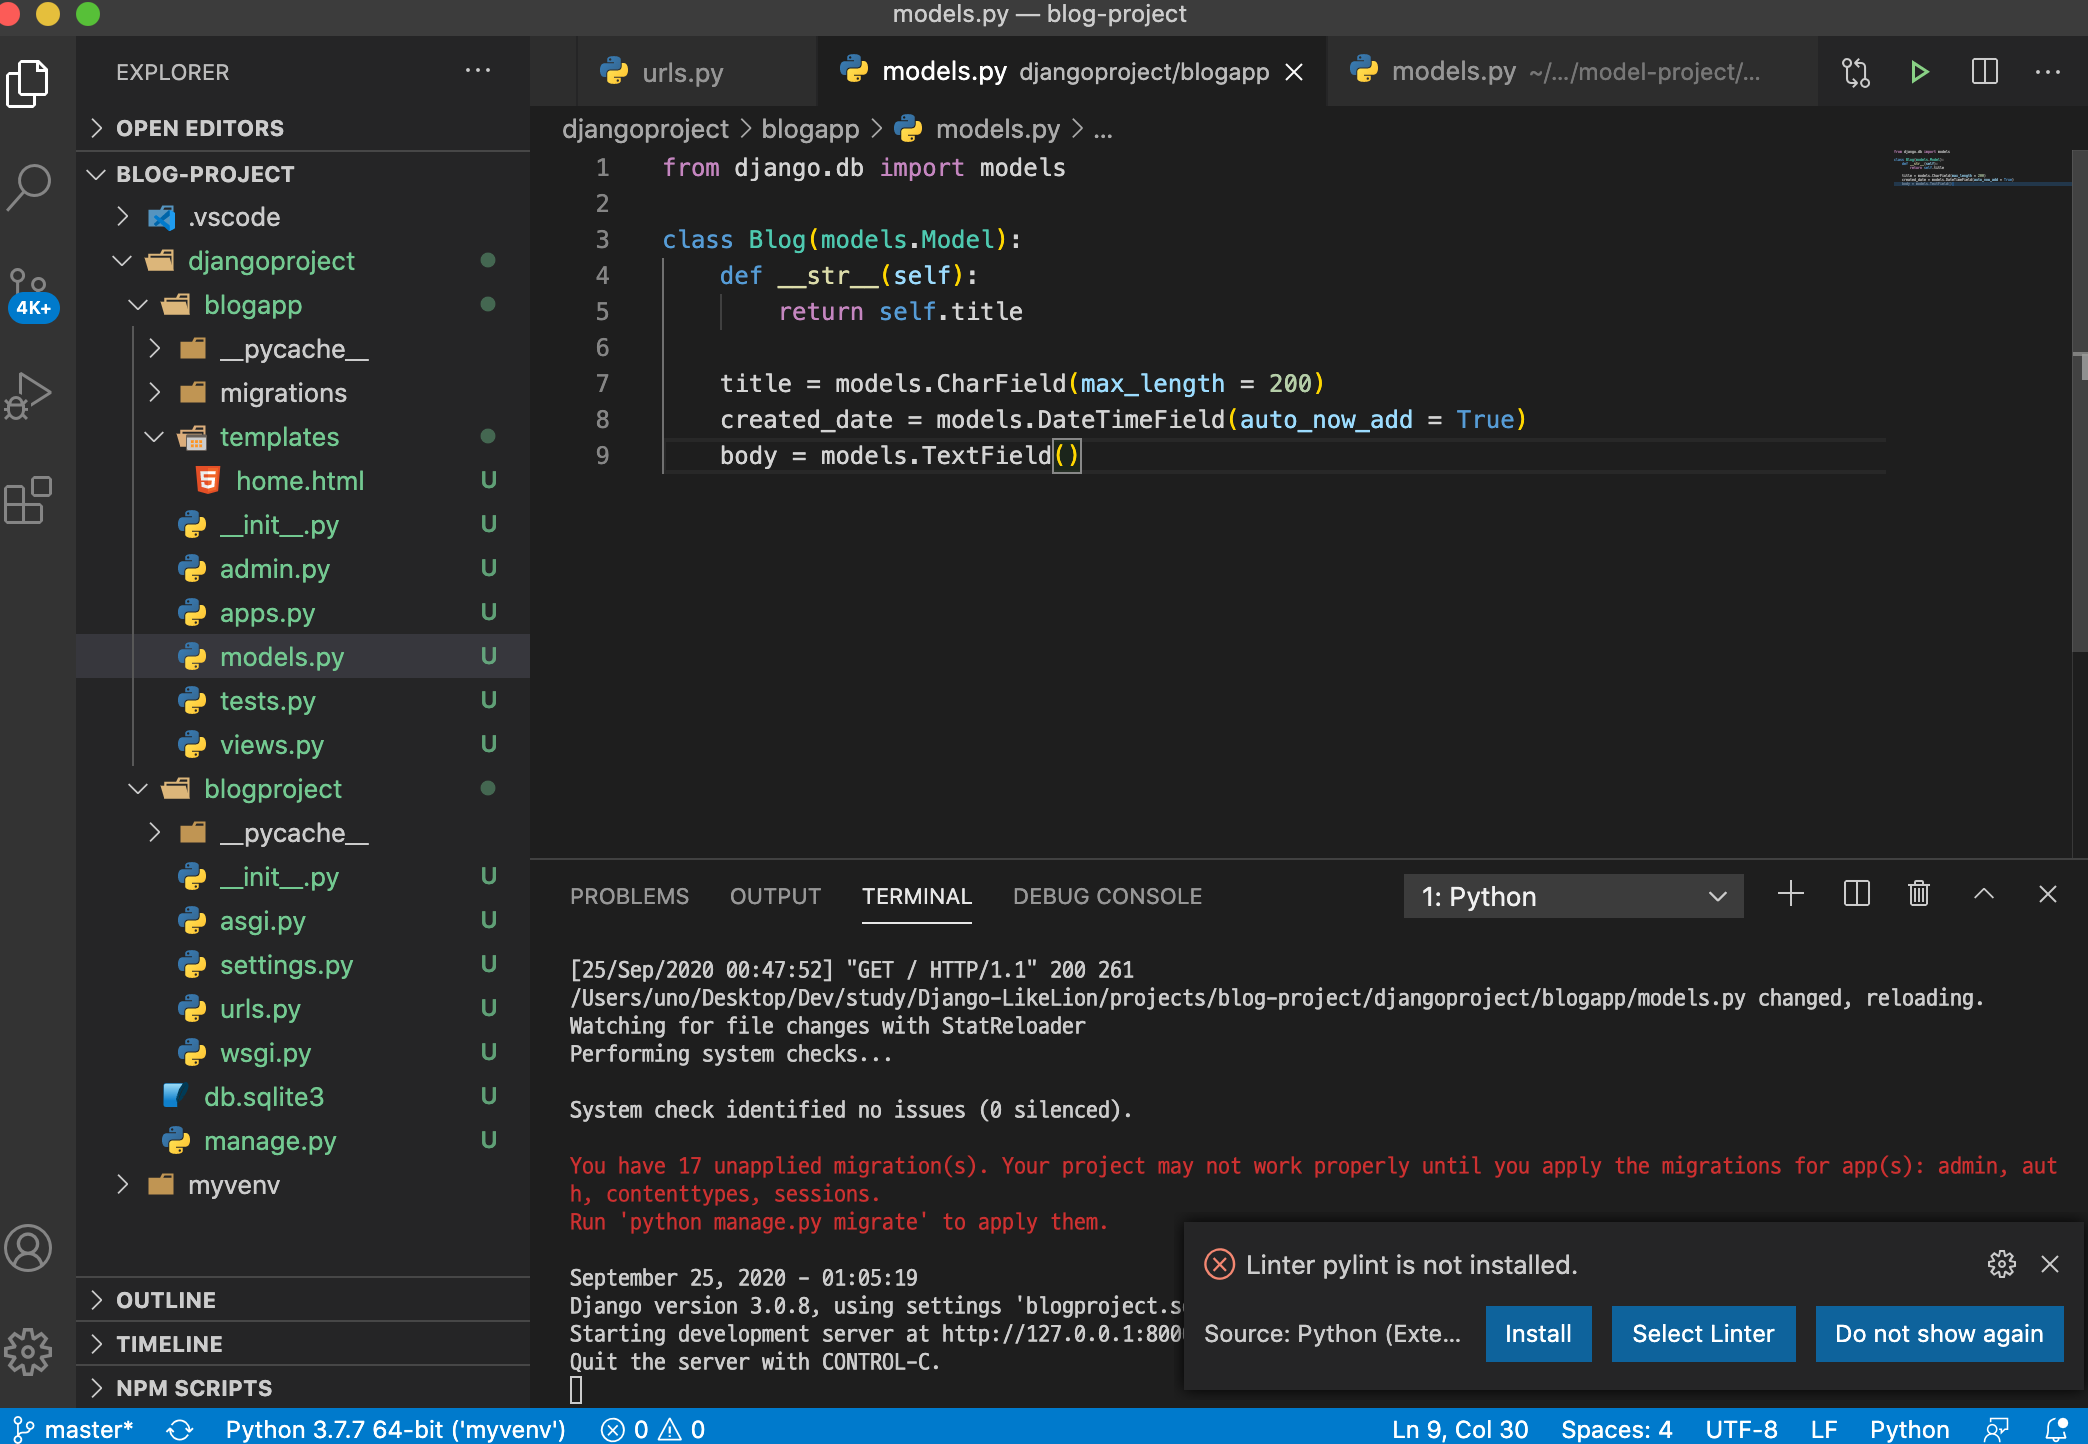 models.py — blog-project
EXPLORER
OPEN EDITORS
BLOG-PROJECT
.vscode
djangoproject
blogapp
__pycache__
migrations
templates
home.html U
__init__.py U
admin.py U
apps.py U
models.py U
tests.py U
views.py U
blogproject
__pycache__
__init__.py U
asgi.py U
settings.py U
urls.py U
wsgi.py U
db.sqlite3 U
manage.py U
myvenv
OUTLINE
TIMELINE
NPM SCRIPTS
4K+
urls.py
models.py djangoproject/blogapp
models.py ~/.../model-project/...
djangoproject > blogapp > models.py > ...
1 from django.db import models
2
3 class Blog(models.Model):
4 def __str__(self):
5 return self.title
6
7 title = models.CharField(max_length = 200)
8 created_date = models.DateTimeField(auto_now_add = True)
9 body = models.TextField()
PROBLEMS OUTPUT TERMINAL DEBUG CONSOLE
1: Python
[25/Sep/2020 00:47:52] "GET / HTTP/1.1" 200 261
/Users/uno/Desktop/Dev/study/Django-LikeLion/projects/blog-project/djangoproject/blogapp/models.py changed, reloading.
Watching for file changes with StatReloader
Performing system checks...
System check identified no issues (0 silenced).
You have 17 unapplied migration(s). Your project may not work properly until you apply the migrations for app(s): admin, aut
h, contenttypes, sessions.
Run 'python manage.py migrate' to apply them.
September 25, 2020 - 01:05:19
Django version 3.0.8, using settings 'blogproject.s
Starting development server at http://127.0.0.1:800
Quit the server with CONTROL-C.
Linter pylint is not installed.
Source: Python (Exte...
Install
Select Linter
Do not show again
master*
Python 3.7.7 64-bit ('myvenv')
0 0
Ln 9, Col 30
Spaces: 4
UTF-8
LF
Python